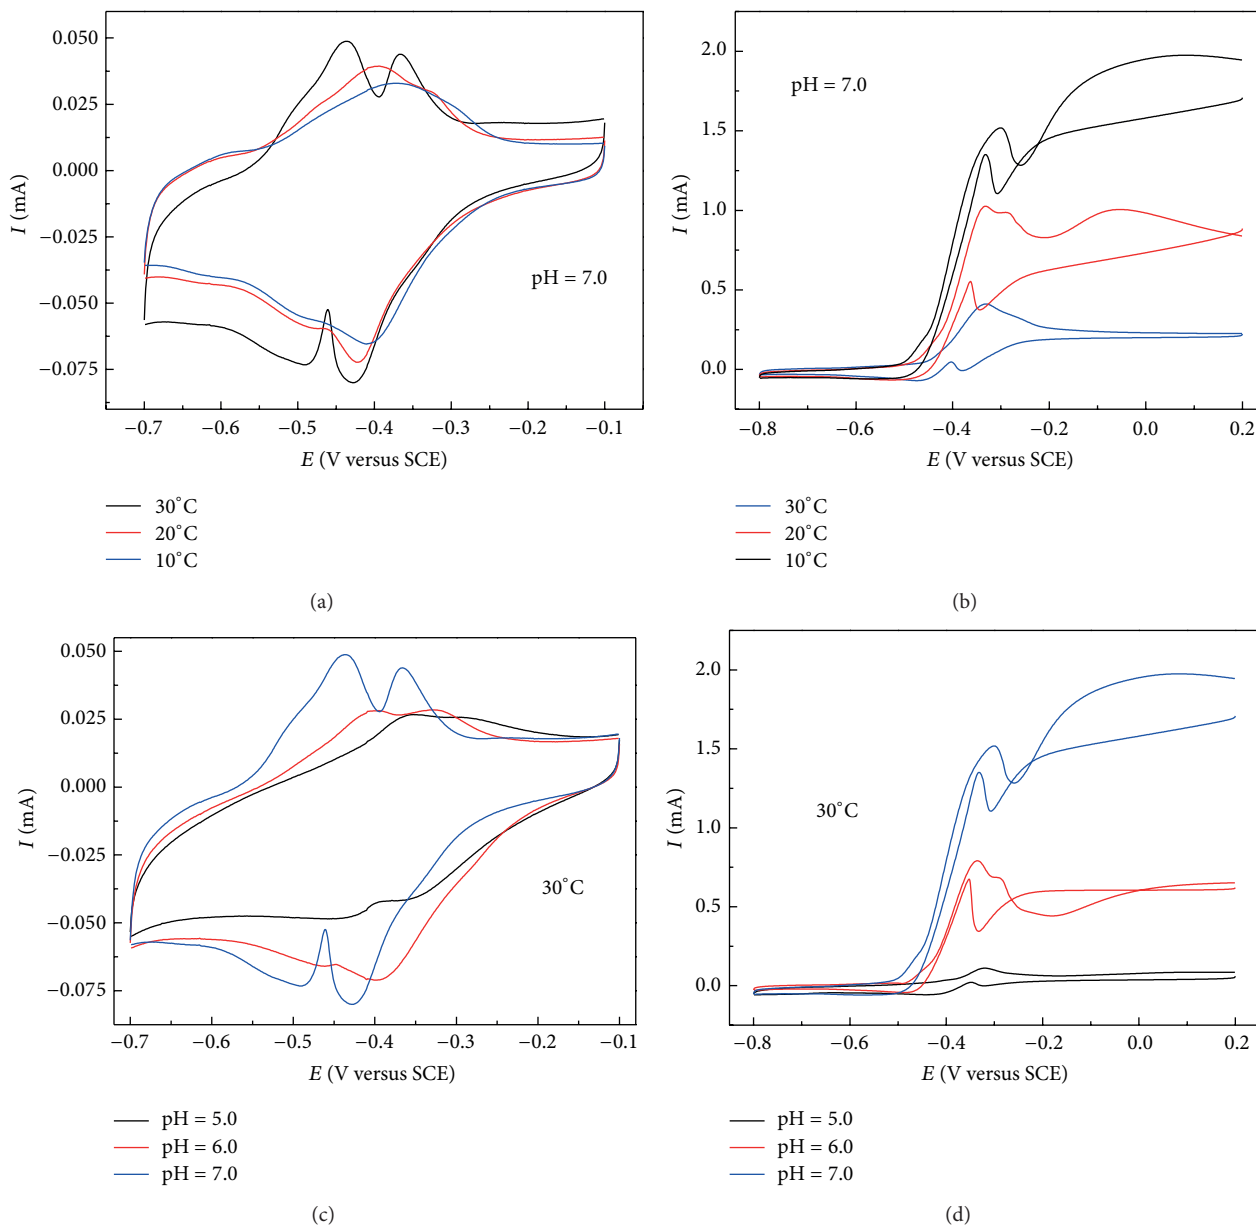 0.050
0.025
0.000
−0.025
−0.050
−0.075
I (mA)
pH = 7.0
−0.7
−0.6
−0.5
−0.4
−0.3
−0.2
−0.1
E (V versus SCE)
30°C
20°C
10°C
(a)
2.0
1.5
1.0
0.5
0.0
I (mA)
pH = 7.0
−0.8
−0.6
−0.4
−0.2
0.0
0.2
E (V versus SCE)
30°C
20°C
10°C
(b)
0.050
0.025
0.000
−0.025
−0.050
−0.075
I (mA)
30°C
−0.7
−0.6
−0.5
−0.4
−0.3
−0.2
−0.1
E (V versus SCE)
pH = 5.0
pH = 6.0
pH = 7.0
(c)
2.0
1.5
1.0
0.5
0.0
I (mA)
30°C
−0.8
−0.6
−0.4
−0.2
0.0
0.2
E (V versus SCE)
pH = 5.0
pH = 6.0
pH = 7.0
(d)